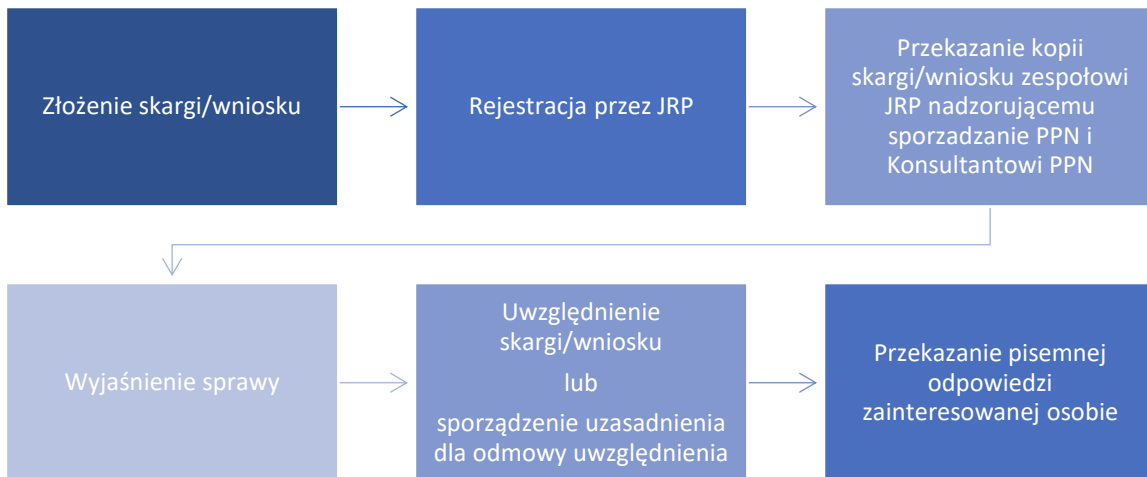 Złożenie skargi/wniosku
Rejestracja przez JRP
Przekazanie kopii
skargi/wniosku zespołowi
JRP nadzorującemu
sporzadzanie PPN i
Konsultantowi PPN
Wyjaśnienie sprawy
Uwzględnienie
skargi/wniosku
lub
sporządzenie uzasadnienia
dla odmowy uwzględnienia
Przekazanie pisemnej
odpowiedzi
zainteresowanej osobie